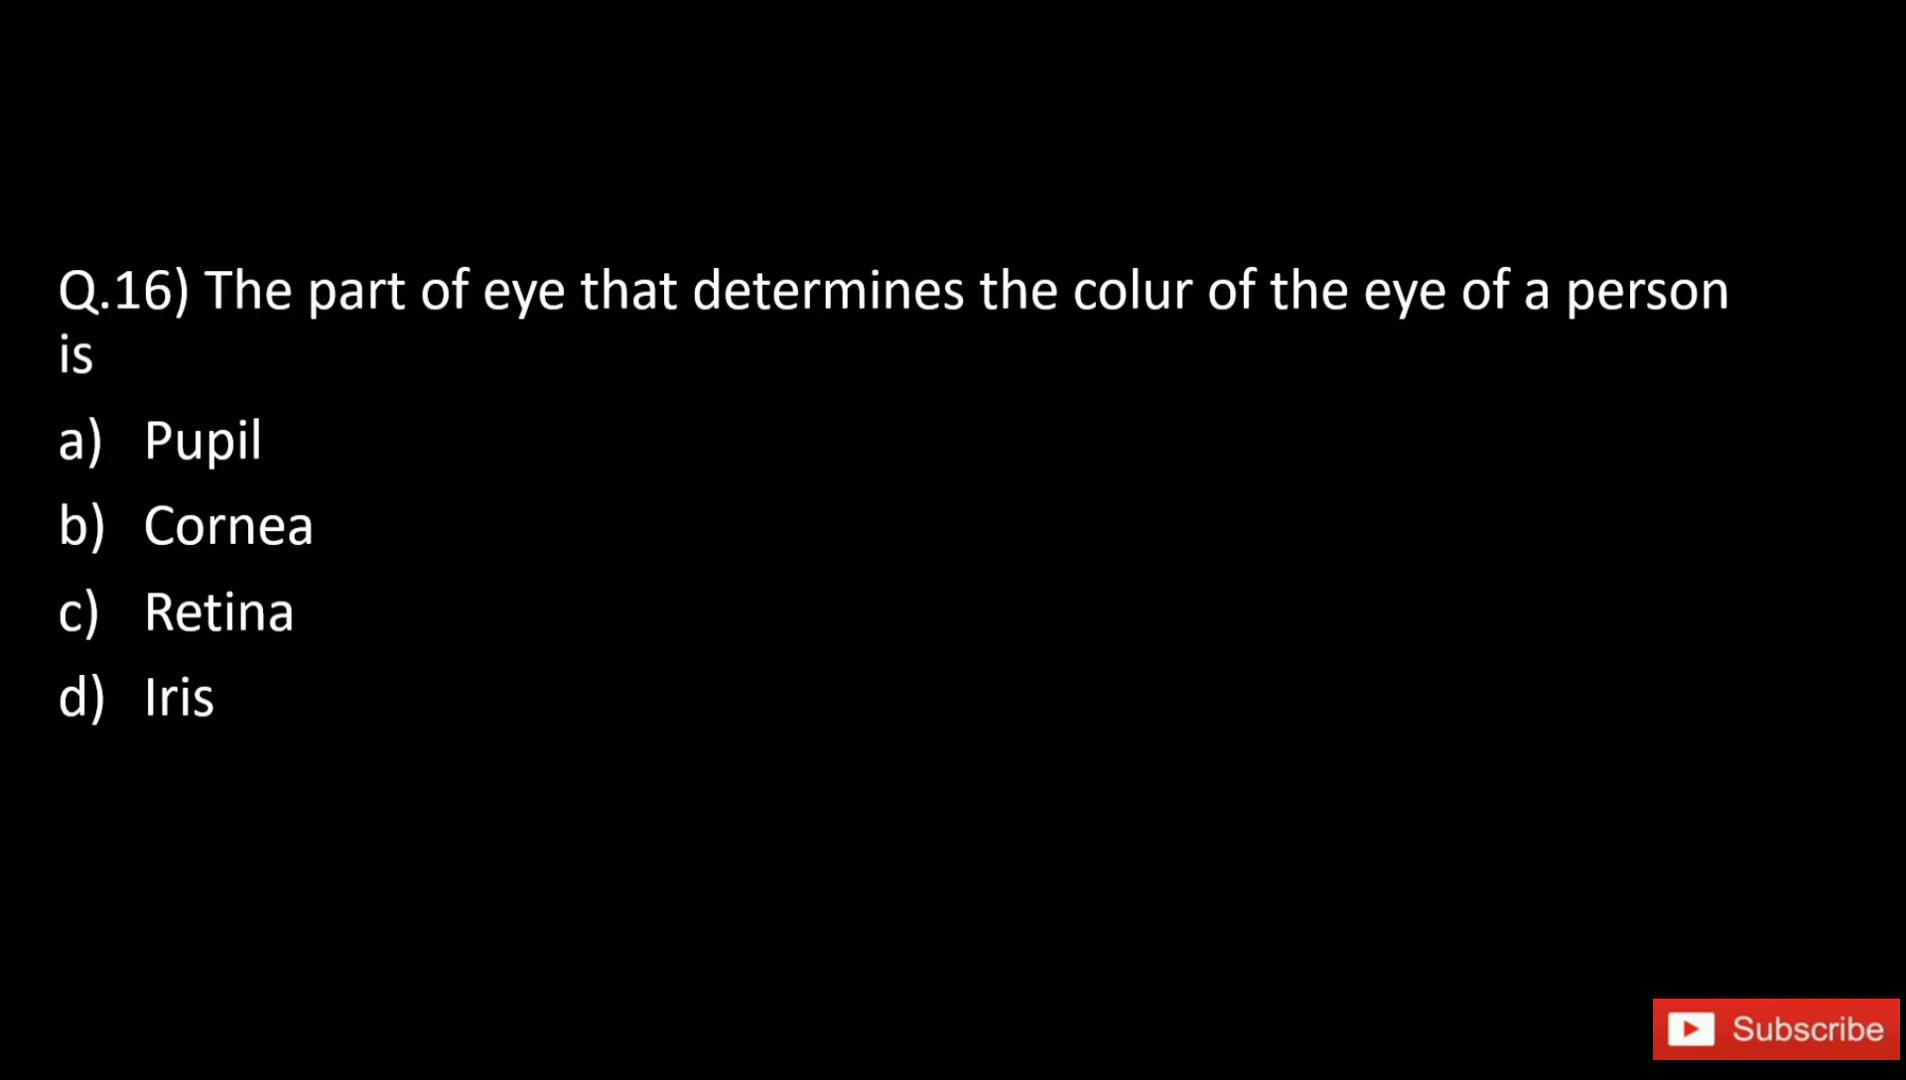 Q.16) The part of eye that determines the colur of the eye of a person
is
a) Pupil
b) Cornea
c) Retina
d) Iris
Subscribe